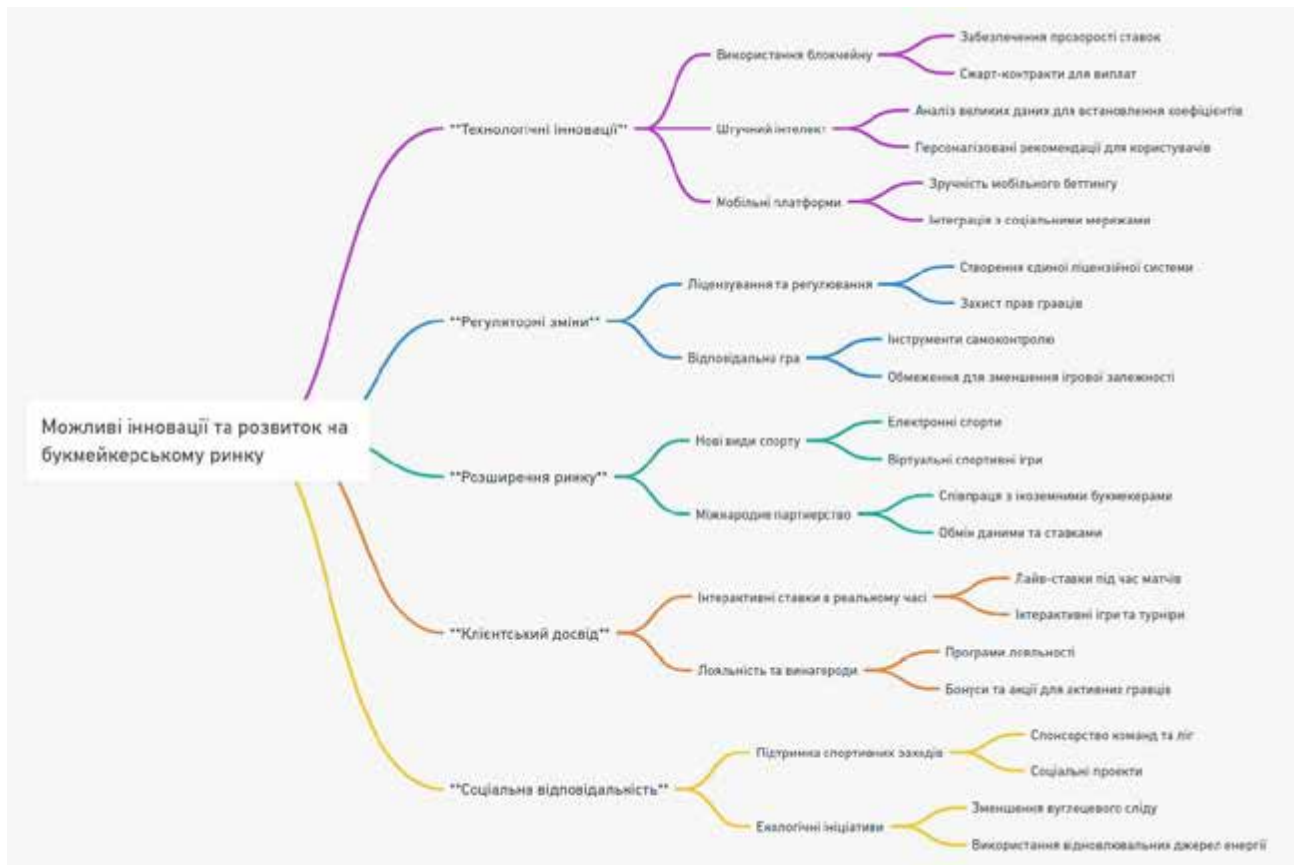 Можливі інновації та розвиток на
букмейкерському ринку
**Технологічні інновації**
Використання блокчейну
Забезпечення прозорості ставок
Смарт-контракти для виплат
Штучний інтелект
Аналіз великих даних для встановлення коефіцієнтів
Персоналізовані рекомендації для користувачів
Мобільні платформи
Зручність мобільного беттингу
Інтеграція з соціальними мережами
**Регуляторні зміни**
Ліцензування та регулювання
Створення єдиної ліцензійної системи
Захист прав гравців
Відповідальна гра
Інструменти самоконтролю
Обмеження для зменшення ігрової залежності
**Розширення ринку**
Нові види спорту
Електронні спорти
Віртуальні спортивні ігри
Міжнародне партнерство
Співпраця з іноземними букмекерами
Обмін даними та ставками
**Клієнтський досвід**
Інтерактивні ставки в реальному часі
Лайв-ставки під час матчів
Інтерактивні ігри та турніри
Лояльність та винагороди
Програми лояльності
Бонуси та акції для активних гравців
**Соціальна відповідальність**
Підтримка спортивних заходів
Спонсорство команд та ліг
Соціальні проекти
Екологічні ініціативи
Зменшення вуглецевого сліду
Використання відновлювальних джерел енергії